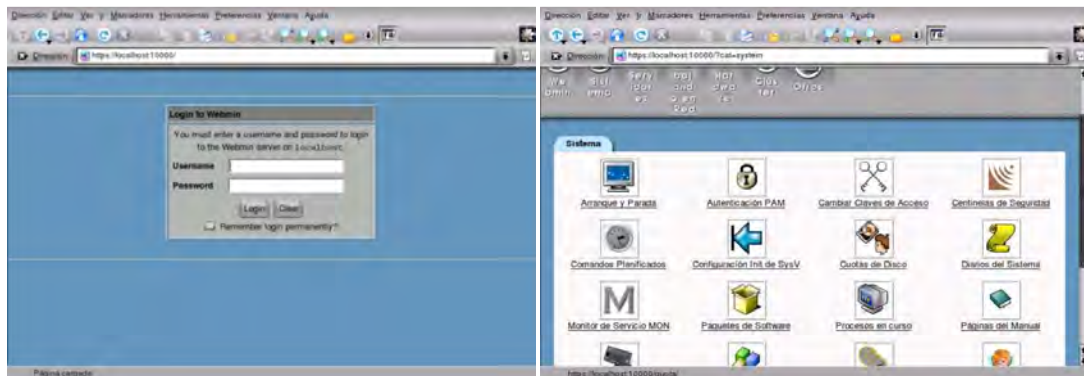 Dirección Editar Ver Ir Marcadores Herramientas Preferencias Ventana Ayuda
Dirección https://localhost:10000/
Login to Webmin
You must enter a username and password to login
to the Webmin server on localhost.
Username
Password
Login Clear
Remember login permanently?
Página cargada
Dirección Editar Ver Ir Marcadores Herramientas Preferencias Ventana Ayuda
Dirección https://localhost:10000/?cat=system
Sistema
Arranque y Parada
Autenticación PAM
Cambiar Claves de Acceso
Centinelas de Seguridad
Comandos Planificados
Configuración Init de SysV
Cuotas de Disco
Diarios del Sistema
Monitor de Servicio MON
Paquetes de Software
Procesos en curso
Páginas del Manual